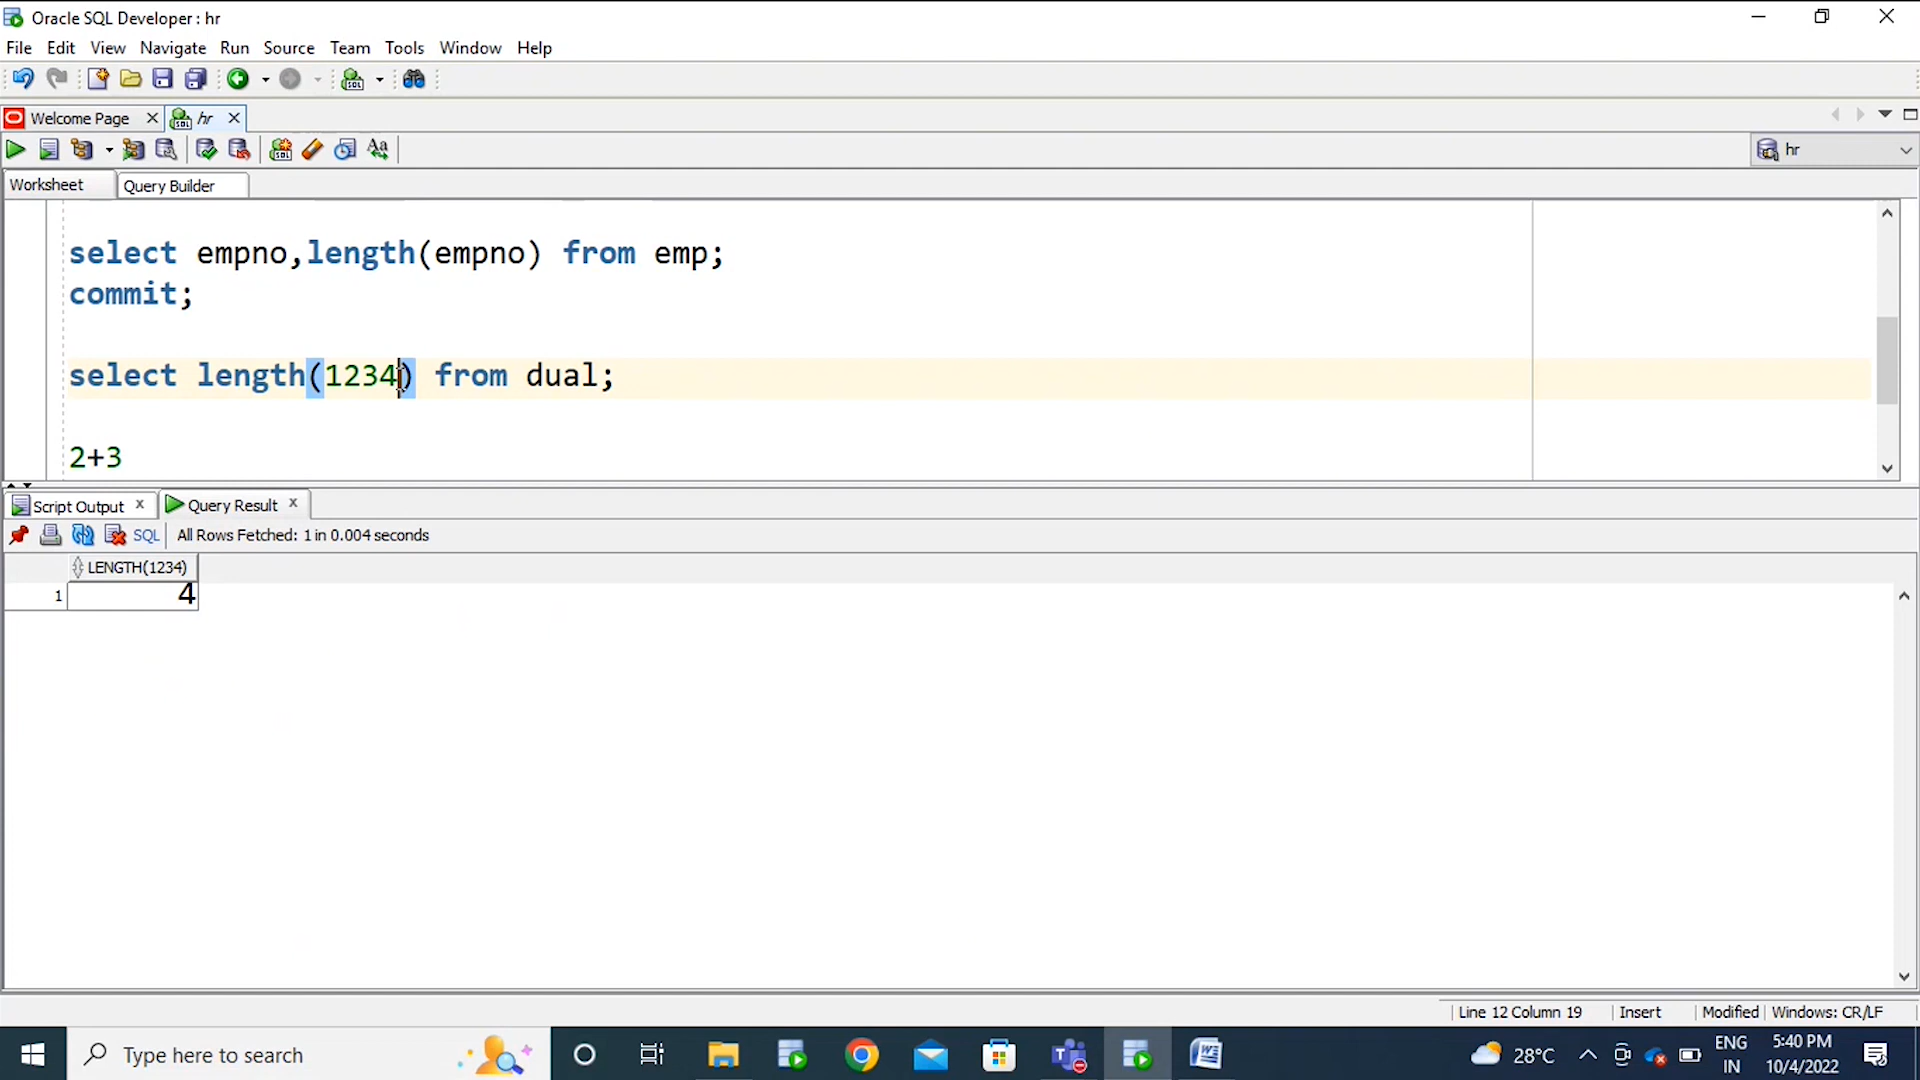 Oracle SQL Developer : hr
File Edit View Navigate Run Source Team Tools Window Help
Welcome Page hr
hr
Worksheet Query Builder
select empno,length(empno) from emp;
commit;
select length(1234) from dual;
2+3
Script Output Query Result
SQL All Rows Fetched: 1 in 0.004 seconds
LENGTH(1234)
1 4
Line 12 Column 19 Insert Modified Windows: CR/LF
Type here to search
28°C
ENG
IN
5:40 PM
10/4/2022